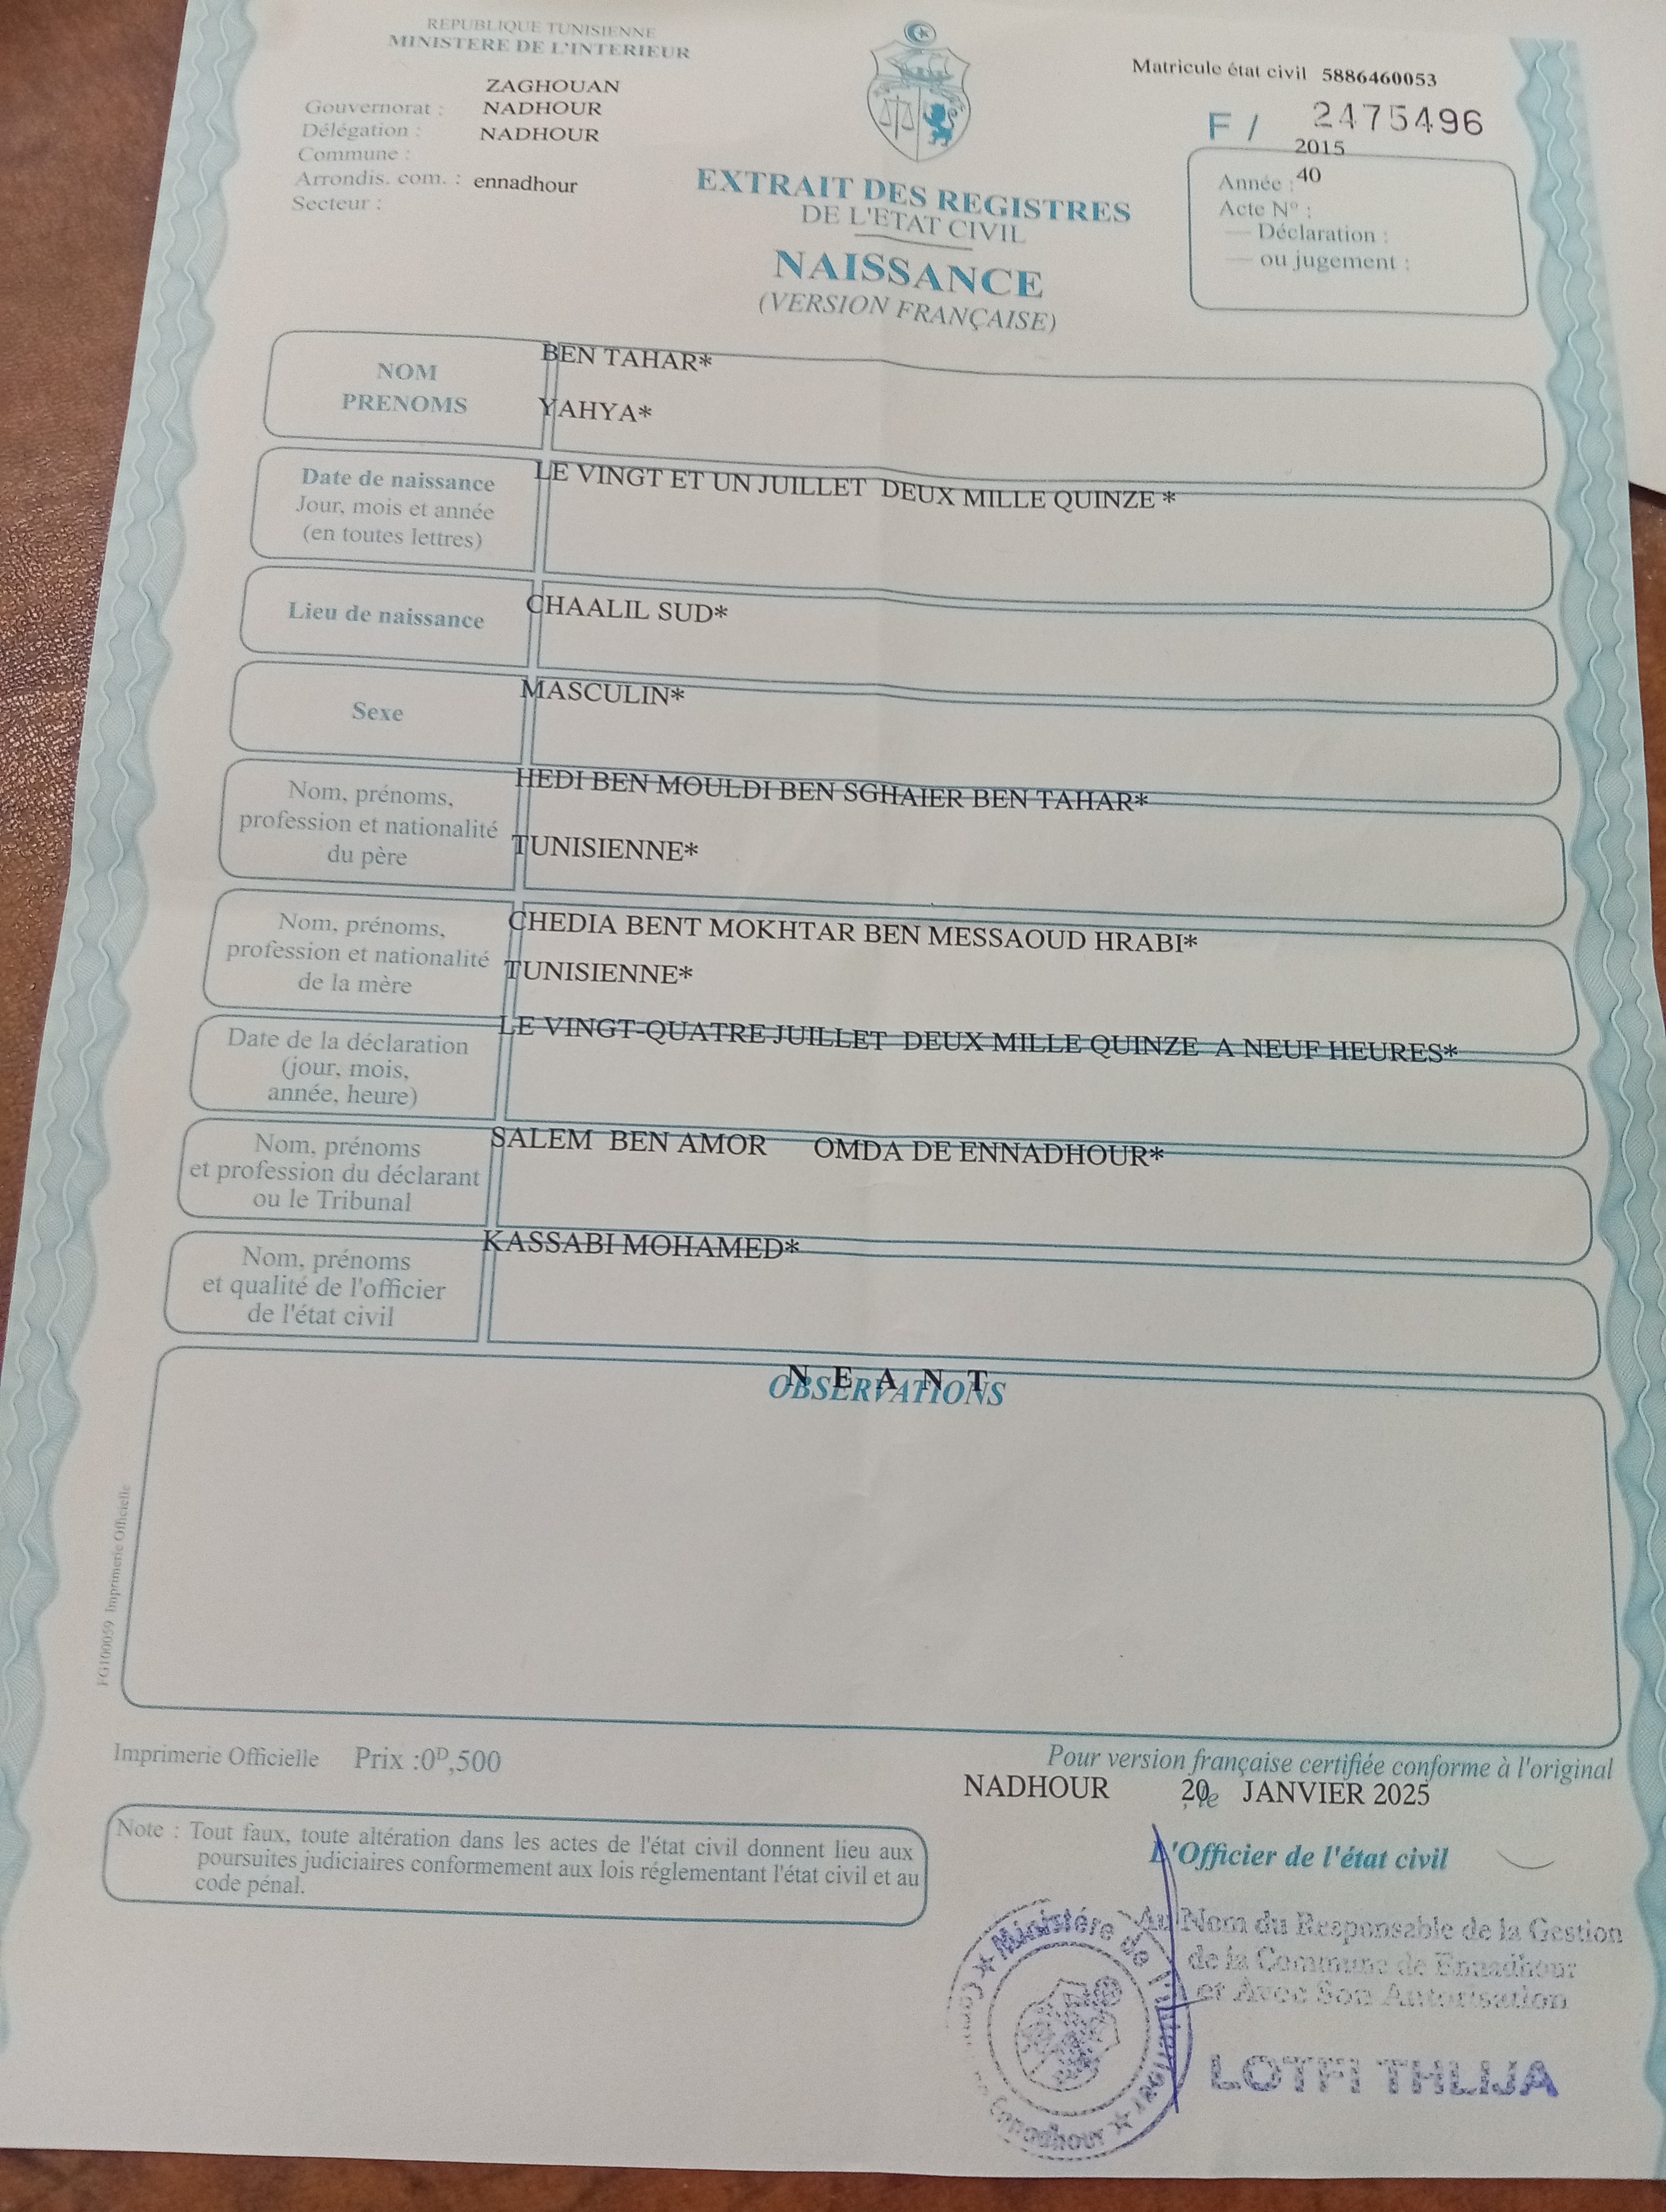 REPUBLIQUE TUNISIENNE
MINISTERE DE L'INTERIEUR
ZAGHOUAN
Gouvernorat : NADHOUR
Délégation : NADHOUR
Commune :
Arrondis. com. : ennadhour
Secteur :
Matricule état civil 5886460053
F / 2475496
2015
Année : 40
Acte N° :
— Déclaration :
— ou jugement :
EXTRAIT DES REGISTRES
DE L'ETAT CIVIL
NAISSANCE
(VERSION FRANÇAISE)
NOM BEN TAHAR*
PRENOMS YAHYA*
Date de naissance LE VINGT ET UN JUILLET DEUX MILLE QUINZE *
Jour, mois et année
(en toutes lettres)
Lieu de naissance CHAALIL SUD*
Sexe MASCULIN*
Nom, prénoms, HEDI BEN MOULDI BEN SGHAIER BEN TAHAR*
profession et nationalité
du père TUNISIENNE*
Nom, prénoms, CHEDIA BENT MOKHTAR BEN MESSAOUD HRABI*
profession et nationalité TUNISIENNE*
de la mère
Date de la déclaration LE VINGT-QUATRE JUILLET DEUX MILLE QUINZE A NEUF HEURES*
(jour, mois,
année, heure)
Nom, prénoms SALEM BEN AMOR OMDA DE ENNADHOUR*
et profession du déclarant
ou le Tribunal
Nom, prénoms KASSABI MOHAMED*
et qualité de l'officier
de l'état civil
N E A N T
OBSERVATIONS
FG100059 Imprimerie Officielle
Imprimerie Officielle Prix :0ᴰ,500
Pour version française certifiée conforme à l'original
NADHOUR , le 20 JANVIER 2025
Note : Tout faux, toute altération dans les actes de l'état civil donnent lieu aux
poursuites judiciaires conformement aux lois réglementant l'état civil et au
code pénal.
L'Officier de l'état civil
Au Nom du Responsable de la Gestion
de la Commune de Ennadhour
et Avec Son Autorisation
LOTFI THLIJA
Ministére de l'Intérieur
Ennadhour